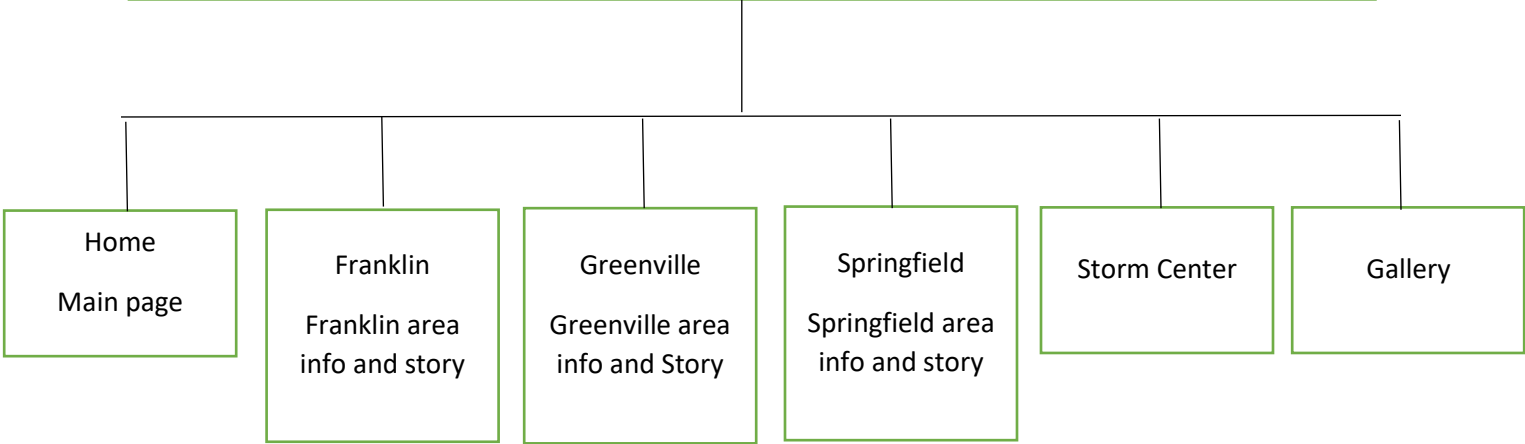 Home
Main page
Franklin
Franklin area
info and story
Greenville
Greenville area
info and Story
Springfield
Springfield area
info and story
Storm Center
Gallery